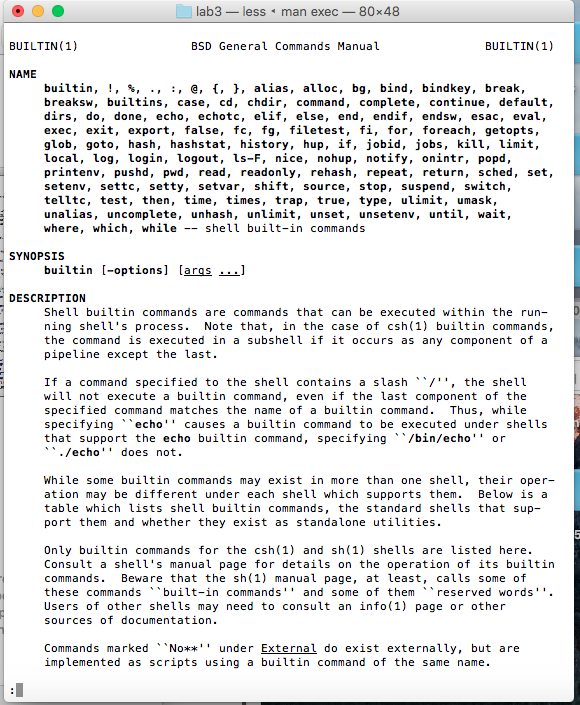 lab3 — less ◂ man exec — 80×48
BUILTIN(1) BSD General Commands Manual BUILTIN(1)
NAME
builtin, !, %, ., :, @, {, }, alias, alloc, bg, bind, bindkey, break,
breaksw, builtins, case, cd, chdir, command, complete, continue, default,
dirs, do, done, echo, echotc, elif, else, end, endif, endsw, esac, eval,
exec, exit, export, false, fc, fg, filetest, fi, for, foreach, getopts,
glob, goto, hash, hashstat, history, hup, if, jobid, jobs, kill, limit,
local, log, login, logout, ls-F, nice, nohup, notify, onintr, popd,
printenv, pushd, pwd, read, readonly, rehash, repeat, return, sched, set,
setenv, settc, setty, setvar, shift, source, stop, suspend, switch,
telltc, test, then, time, times, trap, true, type, ulimit, umask,
unalias, uncomplete, unhash, unlimit, unset, unsetenv, until, wait,
where, which, while -- shell built-in commands
SYNOPSIS
builtin [-options] [args ...]
DESCRIPTION
Shell builtin commands are commands that can be executed within the run-
ning shell's process.  Note that, in the case of csh(1) builtin commands,
the command is executed in a subshell if it occurs as any component of a
pipeline except the last.
If a command specified to the shell contains a slash ``/'', the shell
will not execute a builtin command, even if the last component of the
specified command matches the name of a builtin command.  Thus, while
specifying ``echo'' causes a builtin command to be executed under shells
that support the echo builtin command, specifying ``/bin/echo'' or
``./echo'' does not.
While some builtin commands may exist in more than one shell, their oper-
ation may be different under each shell which supports them.  Below is a
table which lists shell builtin commands, the standard shells that sup-
port them and whether they exist as standalone utilities.
Only builtin commands for the csh(1) and sh(1) shells are listed here.
Consult a shell's manual page for details on the operation of its builtin
commands.  Beware that the sh(1) manual page, at least, calls some of
these commands ``built-in commands'' and some of them ``reserved words''.
Users of other shells may need to consult an info(1) page or other
sources of documentation.
Commands marked ``No**'' under External do exist externally, but are
implemented as scripts using a builtin command of the same name.
: